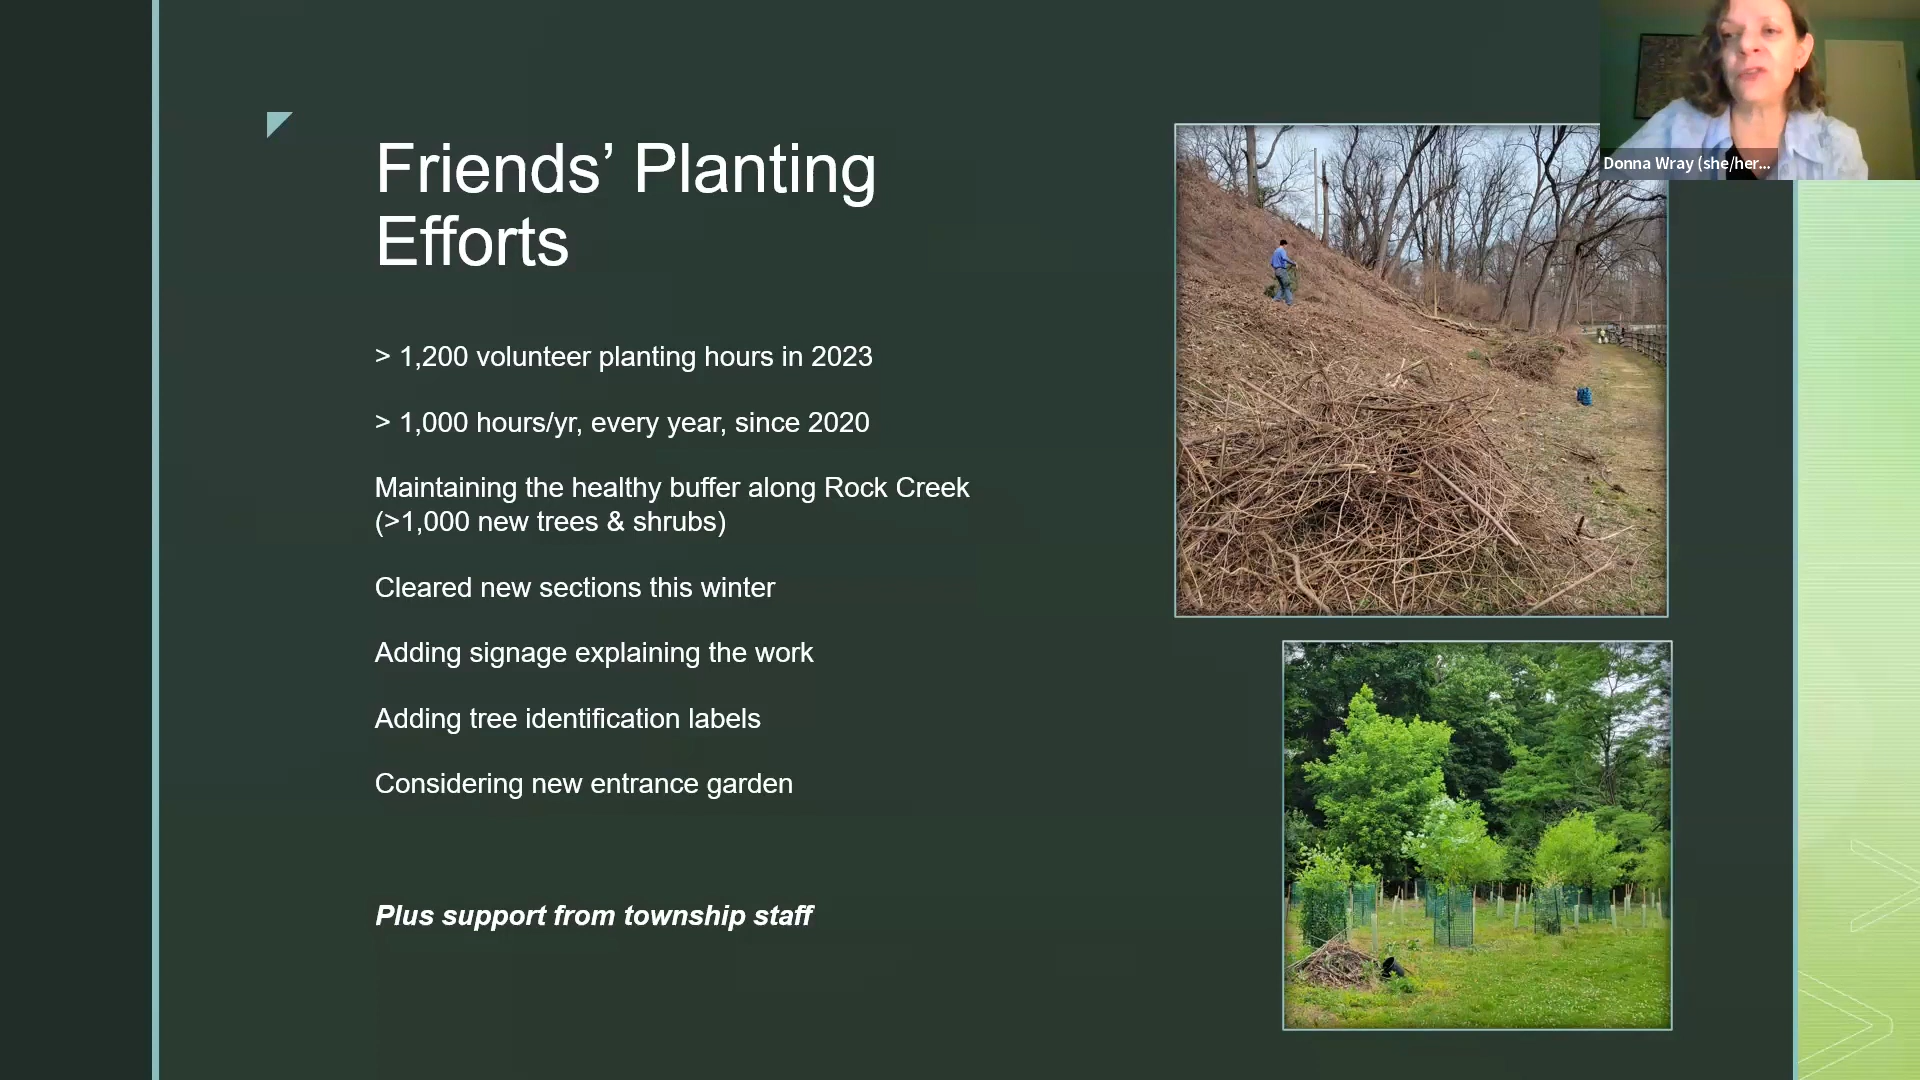 Donna Wray (she/her...
Friends’ Planting
Efforts
> 1,200 volunteer planting hours in 2023
> 1,000 hours/yr, every year, since 2020
Maintaining the healthy buffer along Rock Creek
(>1,000 new trees & shrubs)
Cleared new sections this winter
Adding signage explaining the work
Adding tree identification labels
Considering new entrance garden
Plus support from township staff